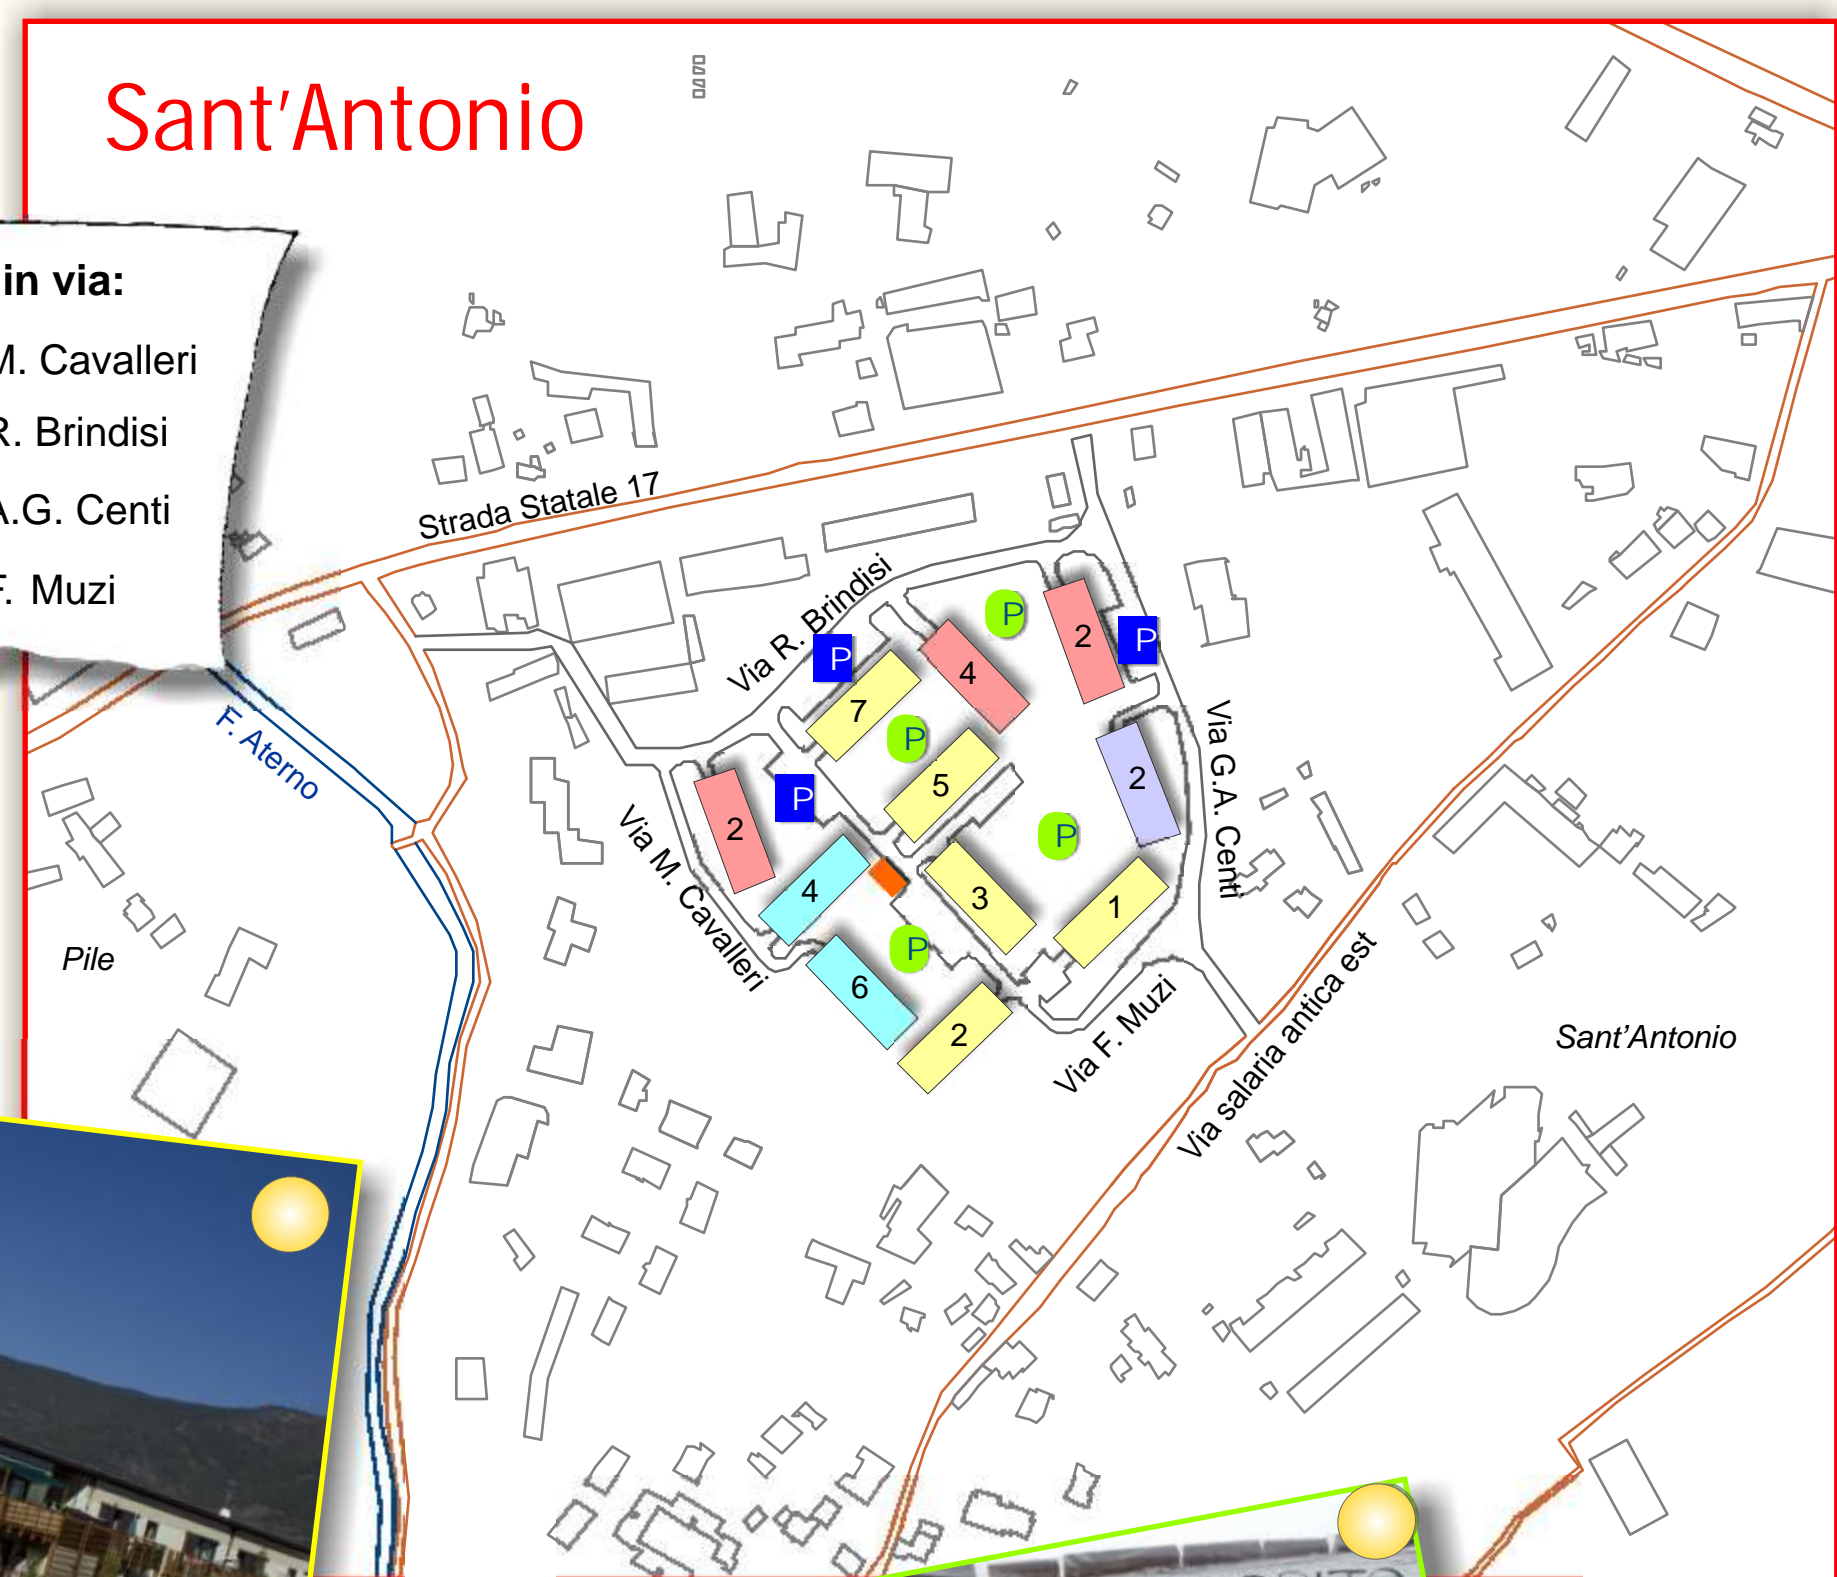 Sant'Antonio
in via:
M. Cavalleri
R. Brindisi
A.G. Centi
F. Muzi
Strada Statale 17
Via R. Brindisi
P
2
P
P
4
7
P
Via G.A. Centi
F. Aterno
5
2
P
2
P
Via M. Cavalleri
4
3
1
Pile
P
6
2
Via F. Muzi
Via salaria antica est
Sant'Antonio